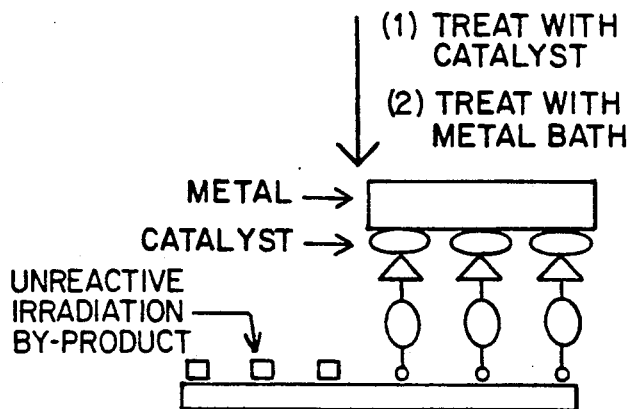 (1) TREAT WITH
CATALYST
(2) TREAT WITH
METAL BATH
METAL
CATALYST
UNREACTIVE
IRRADIATION
BY-PRODUCT